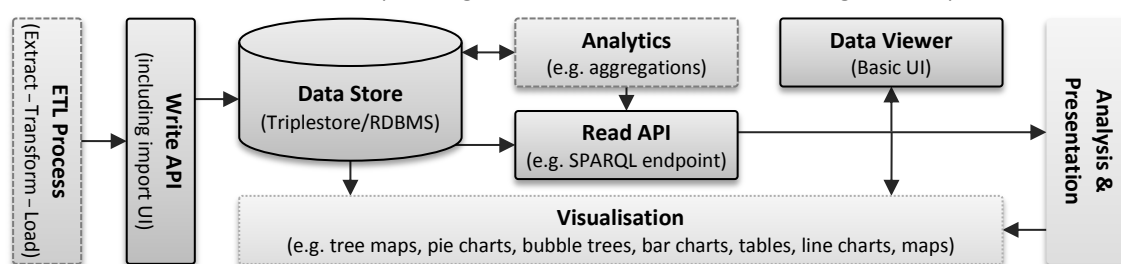 ETL Process
(Extract – Transform – Load)
Write API
(including import UI)
Data Store
(Triplestore/RDBMS)
Analytics
(e.g. aggregations)
Read API
(e.g. SPARQL endpoint)
Data Viewer
(Basic UI)
Visualisation
(e.g. tree maps, pie charts, bubble trees, bar charts, tables, line charts, maps)
Analysis &
Presentation